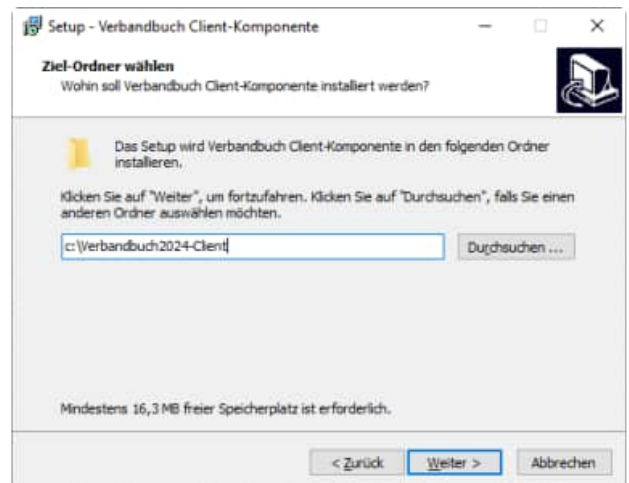 Setup - Verbandbuch Client-Komponente
Ziel-Ordner wählen
Wohin soll Verbandbuch Client-Komponente installiert werden?
Das Setup wird Verbandbuch Client-Komponente in den folgenden Ordner
installieren.
Klicken Sie auf "Weiter", um fortzufahren. Klicken Sie auf "Durchsuchen", falls Sie einen
anderen Ordner auswählen möchten.
c:\Verbandbuch2024-Client
Durchsuchen ...
Mindestens 16,3 MB freier Speicherplatz ist erforderlich.
< Zurück
Weiter >
Abbrechen